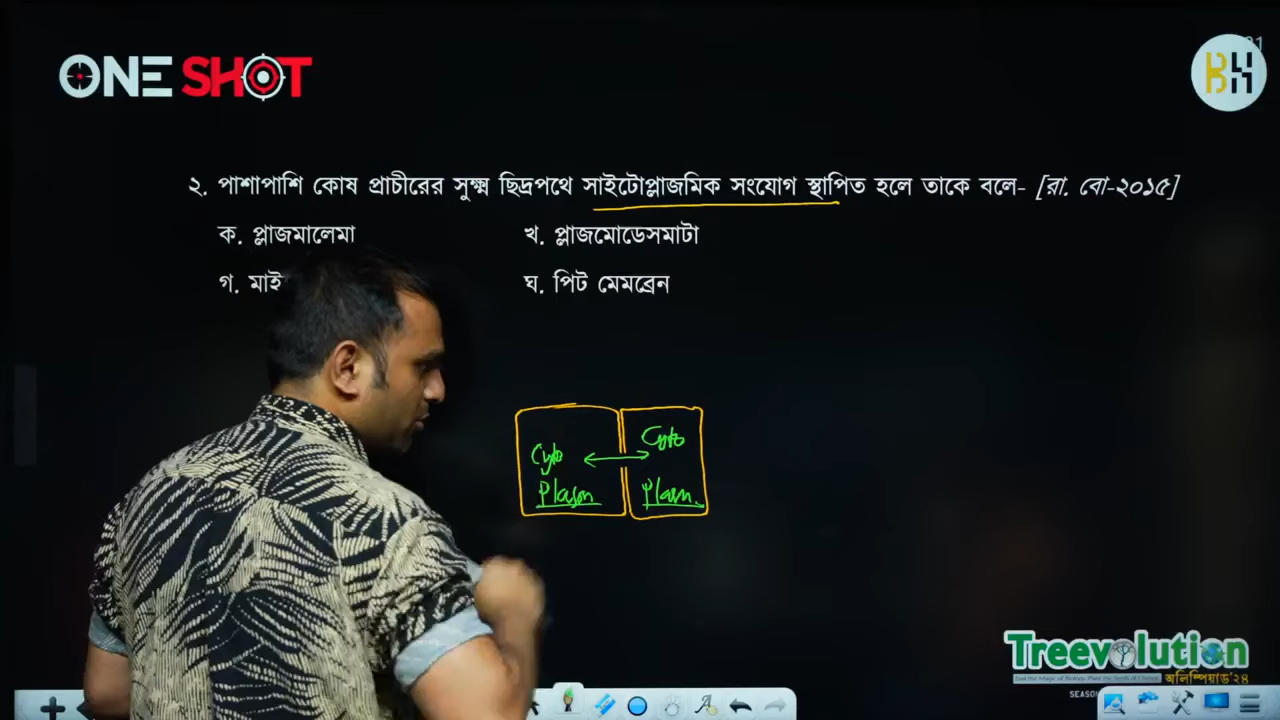 ONE SHOT
BH
২. পাশাপাশি কোষ প্রাচীরের সুক্ষ্ম ছিদ্রপথে সাইটোপ্লাজমিক সংযোগ স্থাপিত হলে তাকে বলে- [রা. বো-২০১৫]
ক. প্লাজমালেমা খ. প্লাজমোডেসমাটা
গ. ঘ. পিট মেমব্রেন
Cyto Cyto
Plasm Plasm
Treevolution
অলিম্পিয়াড'২৪